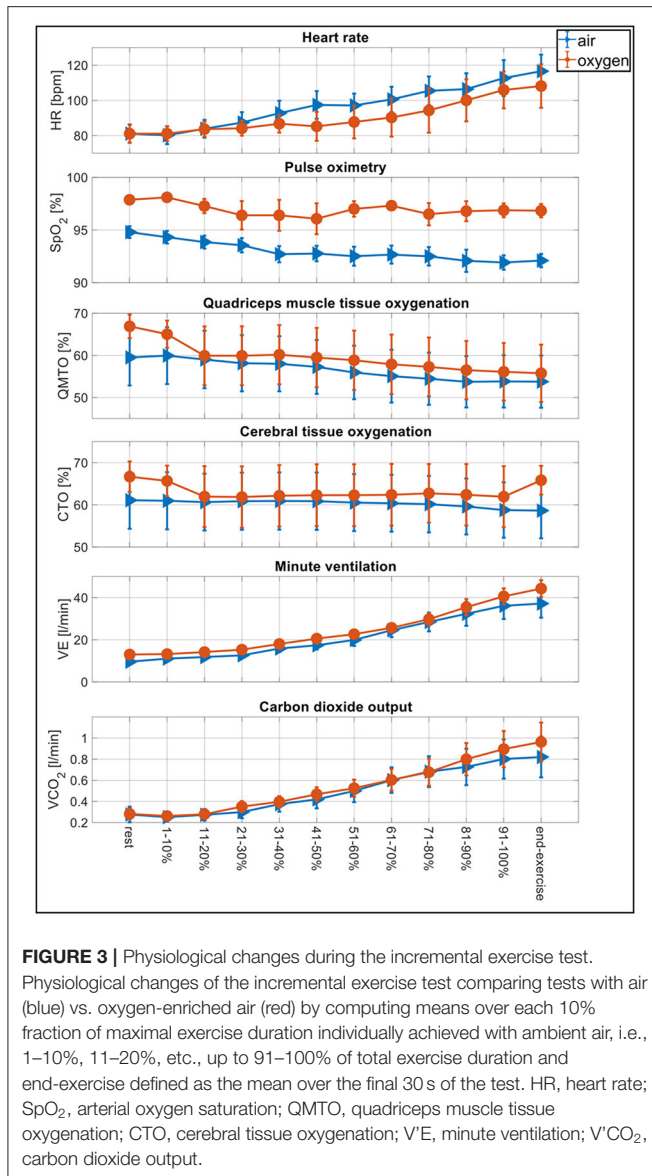 Heart rate
air
oxygen
HR [bpm]
120
100
80
Pulse oximetry
SpO₂ [%]
100
95
90
Quadriceps muscle tissue oxygenation
QMTO [%]
70
60
50
Cerebral tissue oxygenation
CTO [%]
70
60
50
Minute ventilation
VE [l/min]
40
20
0
Carbon dioxide output
VCO₂ [l/min]
1
0.8
0.6
0.4
0.2
rest
1-10%
11-20%
21-30%
31-40%
41-50%
51-60%
61-70%
71-80%
81-90%
91-100%
end-exercise
FIGURE 3 | Physiological changes during the incremental exercise test.
Physiological changes of the incremental exercise test comparing tests with air
(blue) vs. oxygen-enriched air (red) by computing means over each 10%
fraction of maximal exercise duration individually achieved with ambient air, i.e.,
1–10%, 11–20%, etc., up to 91–100% of total exercise duration and
end-exercise defined as the mean over the final 30 s of the test. HR, heart rate;
SpO₂, arterial oxygen saturation; QMTO, quadriceps muscle tissue
oxygenation; CTO, cerebral tissue oxygenation; V'E, minute ventilation; V'CO₂,
carbon dioxide output.